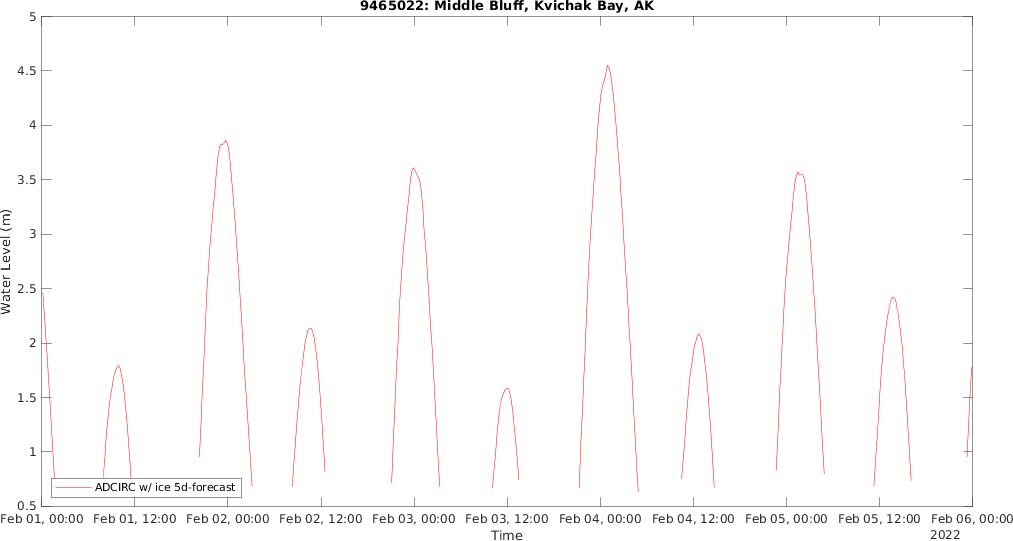 9465022: Middle Bluff, Kvichak Bay, AK
5
4.5
4
3.5
3
2.5
2
1.5
1
0.5
Water Level (m)
ADCIRC w/ ice 5d-forecast
Feb 01, 00:00 Feb 01, 12:00 Feb 02, 00:00 Feb 02, 12:00 Feb 03, 00:00 Feb 03, 12:00 Feb 04, 00:00 Feb 04, 12:00 Feb 05, 00:00 Feb 05, 12:00 Feb 06, 00:00
Time
2022